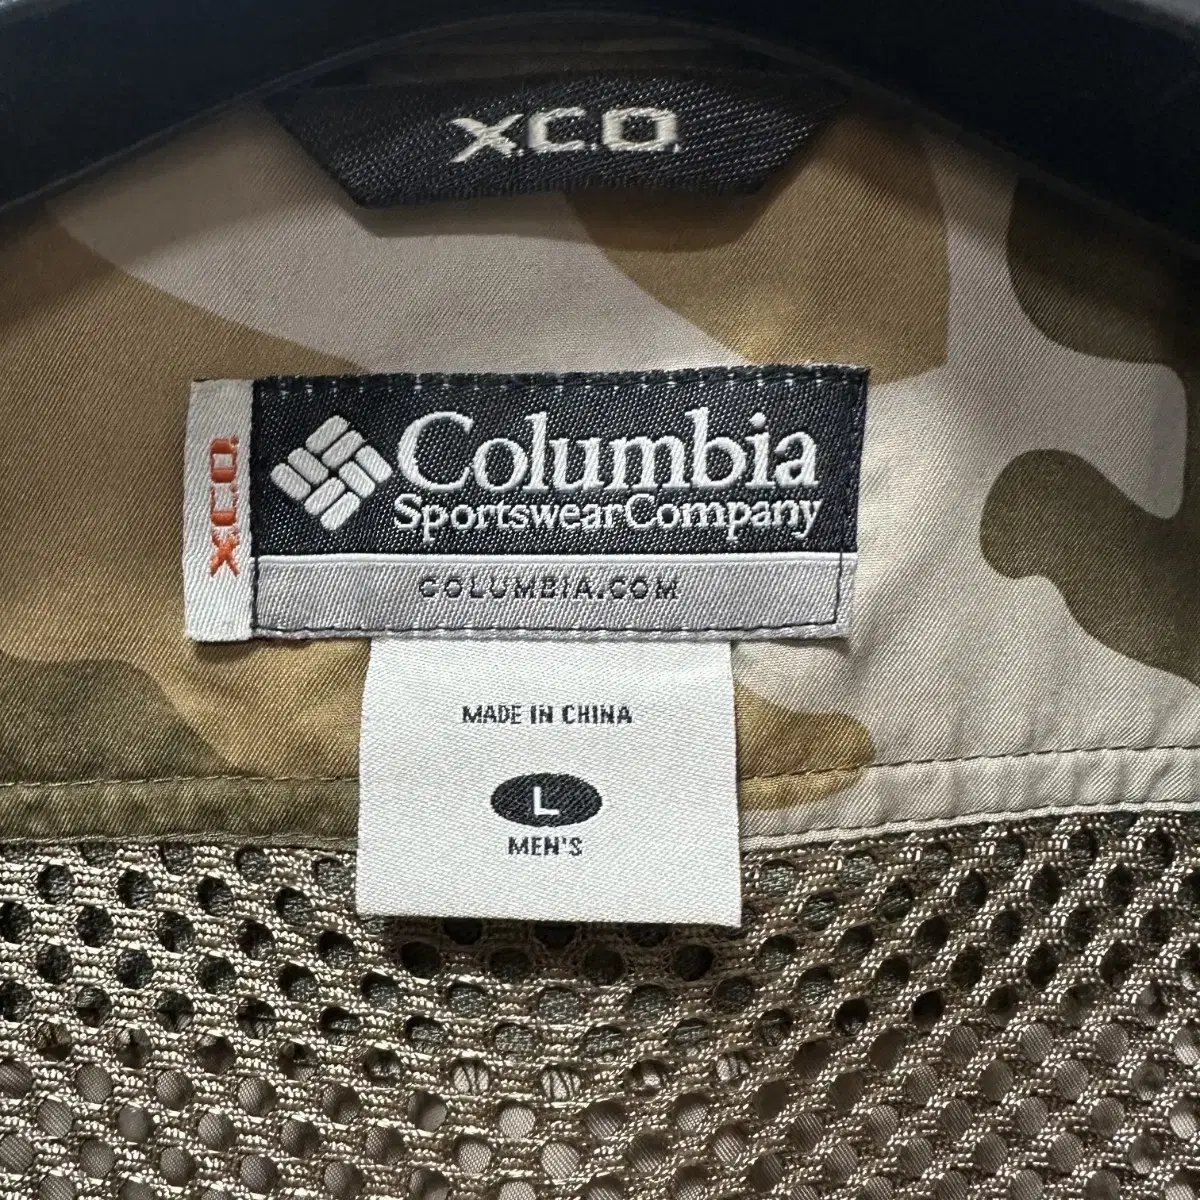 X.C.O.
X.C.O.
Columbia
SportswearCompany
COLUMBIA.COM
MADE IN CHINA
L
MEN'S